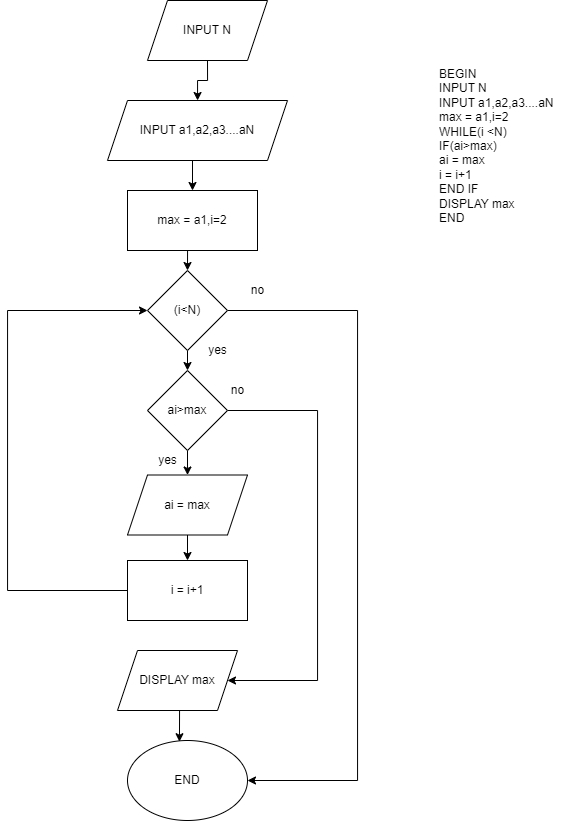 INPUT N
INPUT a1,a2,a3....aN
max = a1,i=2
(i<N)
no
yes
ai>max
no
yes
ai = max
i = i+1
DISPLAY max
END
BEGIN
INPUT N
INPUT a1,a2,a3....aN
max = a1,i=2
WHILE(i <N)
IF(ai>max)
ai = max
i = i+1
END IF
DISPLAY max
END